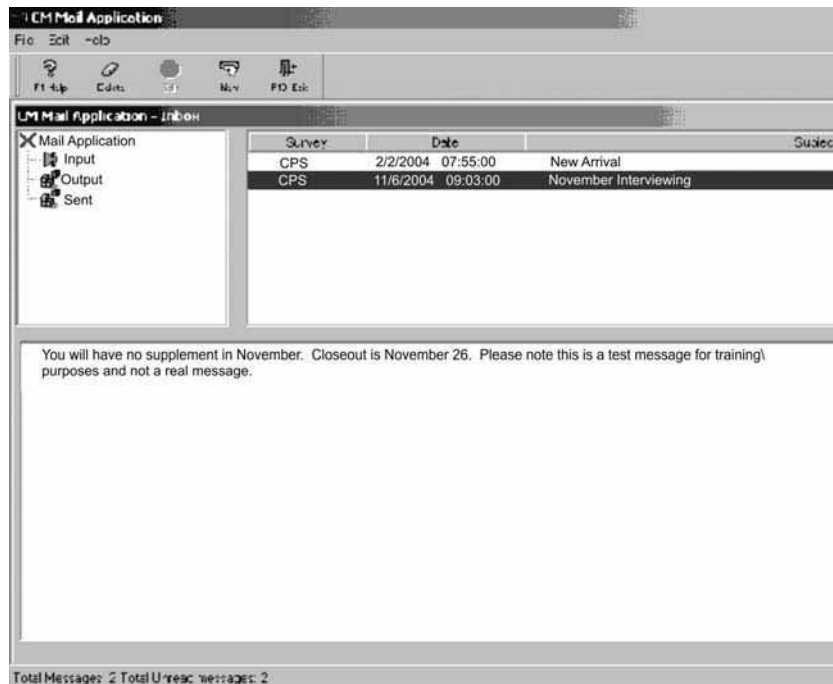 CM Mail Application
Edit
F1 Help
New
F10 Exit
CM Mail Application - Inbox
Mail Application
Input
Output
Sent
Survey Date
CPS 2/2/2004 07:55:00 New Arrival
CPS 11/6/2004 09:03:00 November Interviewing
You will have no supplement in November. Closeout is November 26. Please note this is a test message for training\
purposes and not a real message.
Total Messages 2 Total Unread messages: 2